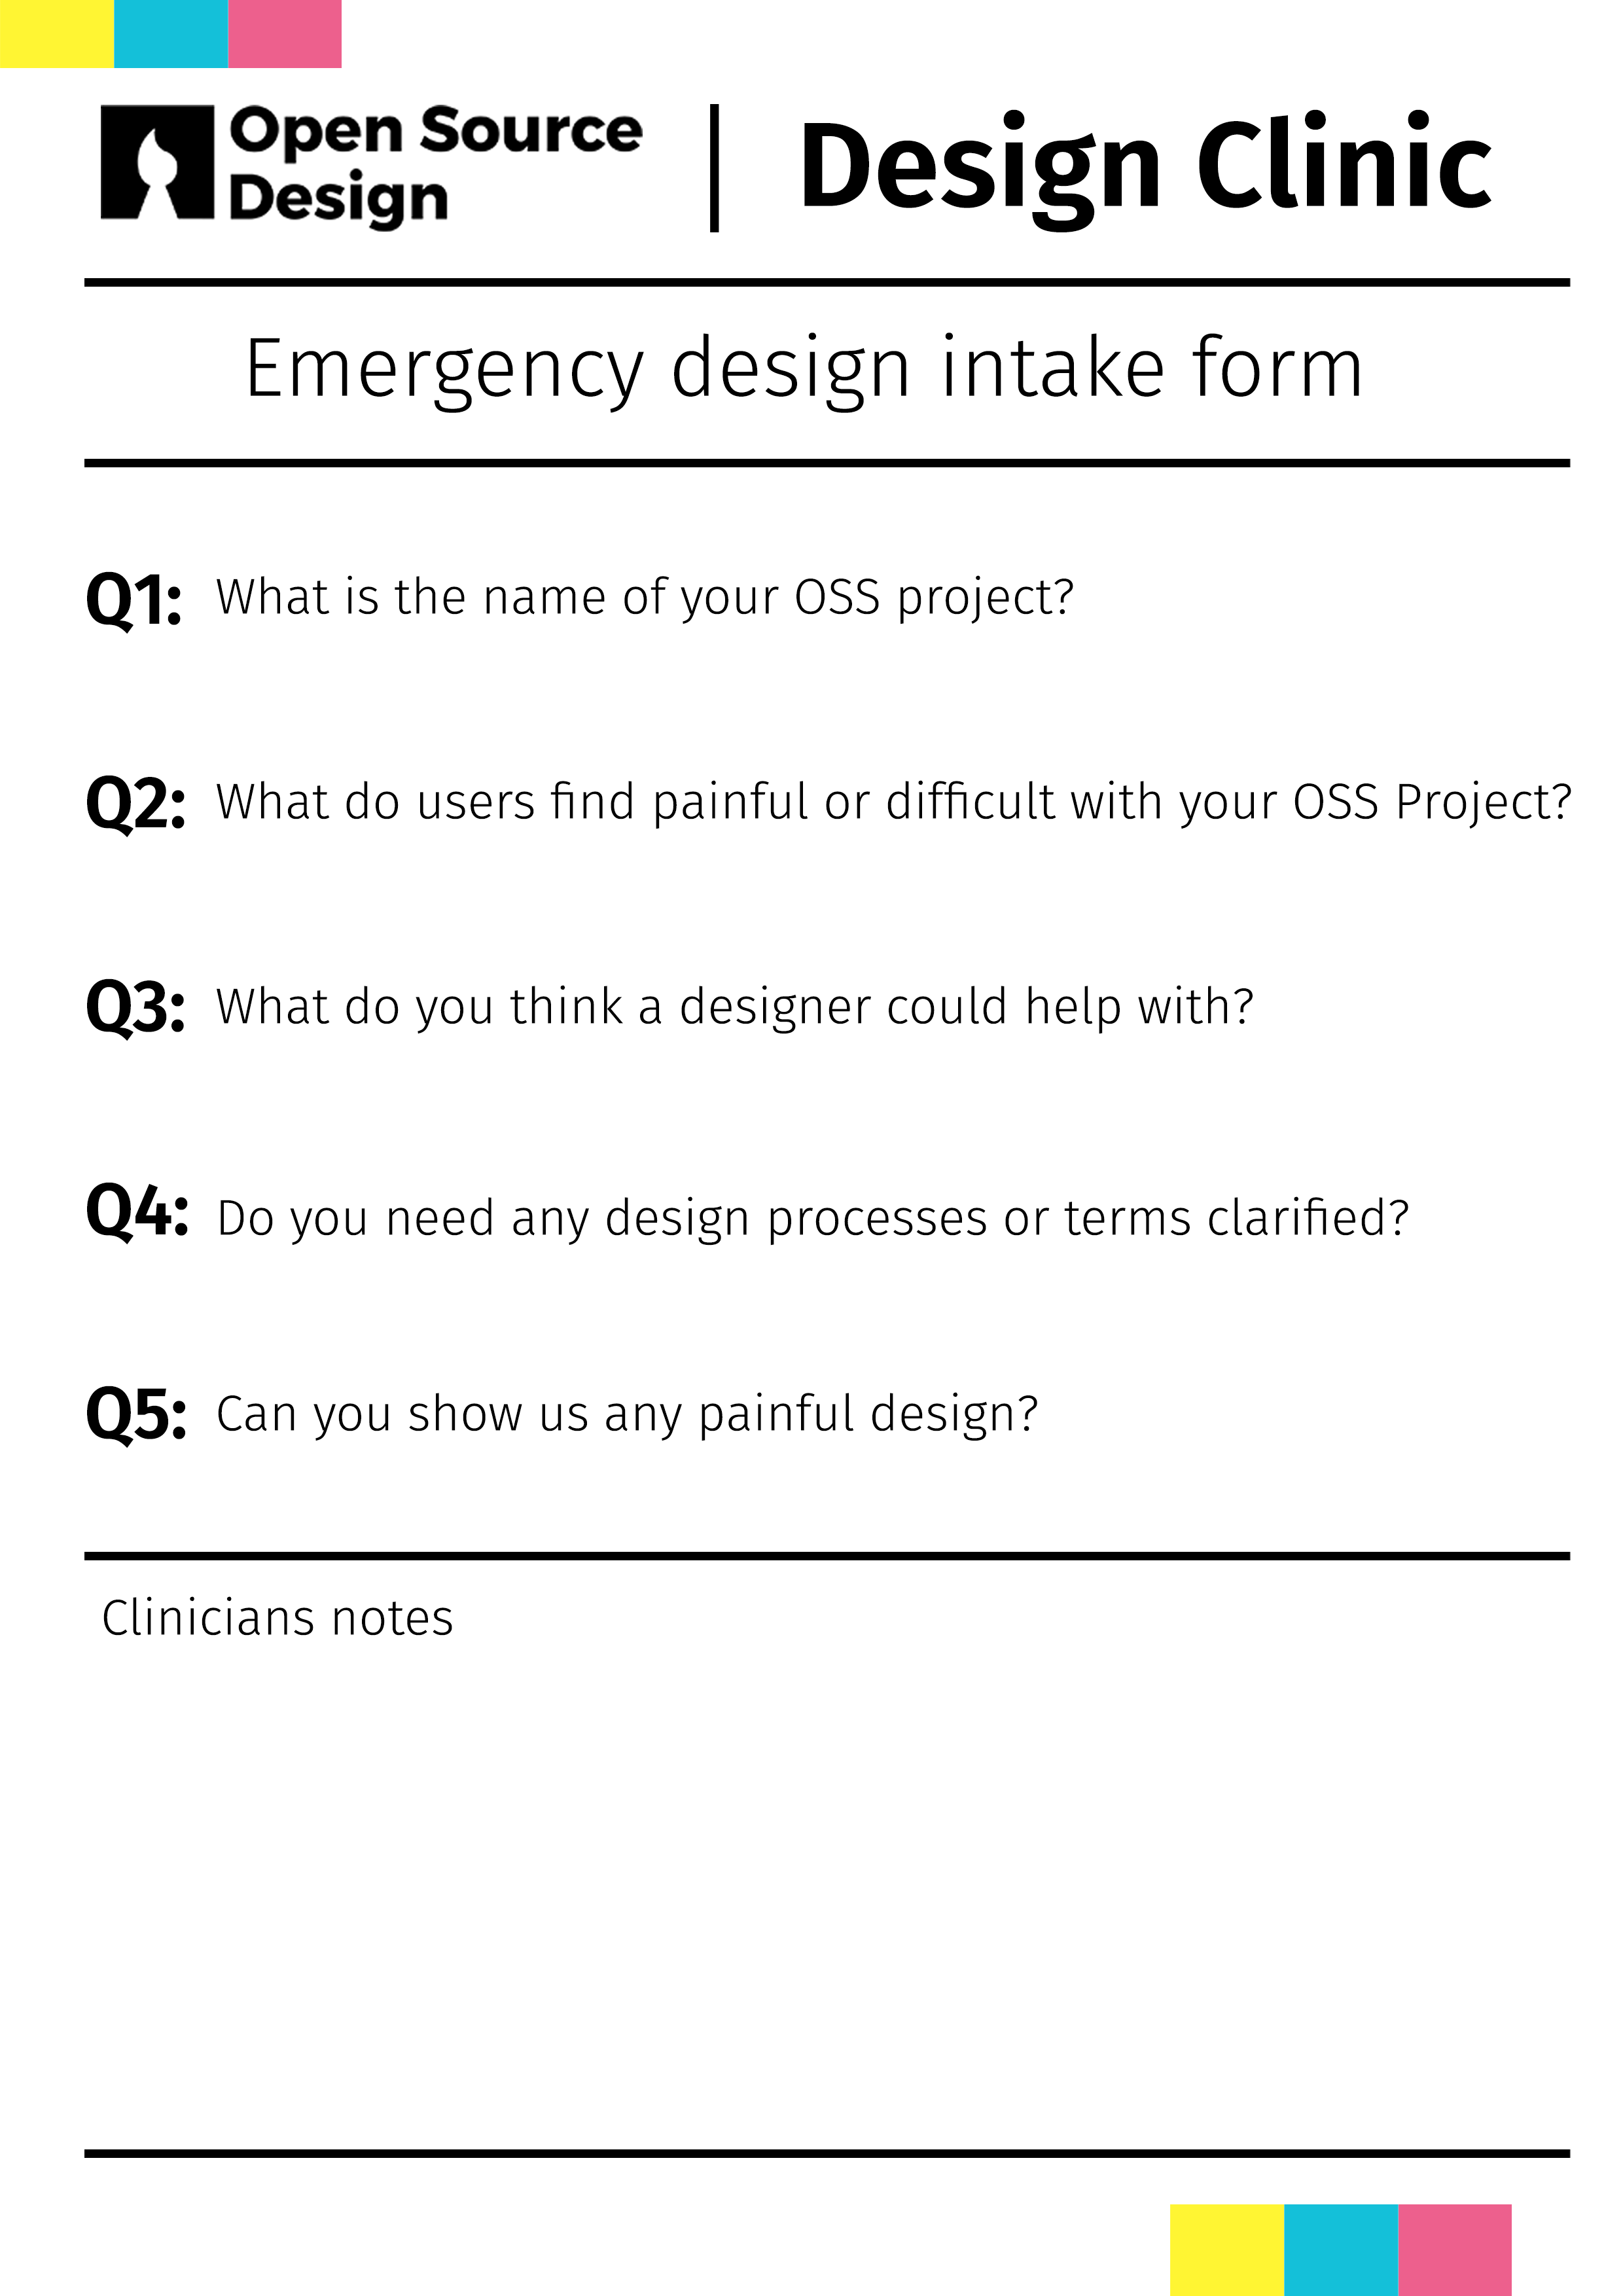 Open Source
Design
Design Clinic
Emergency design intake form
Q1: What is the name of your OSS project?
Q2: What do users find painful or difficult with your OSS Project?
Q3: What do you think a designer could help with?
Q4: Do you need any design processes or terms clarified?
Q5: Can you show us any painful design?
Clinicians notes